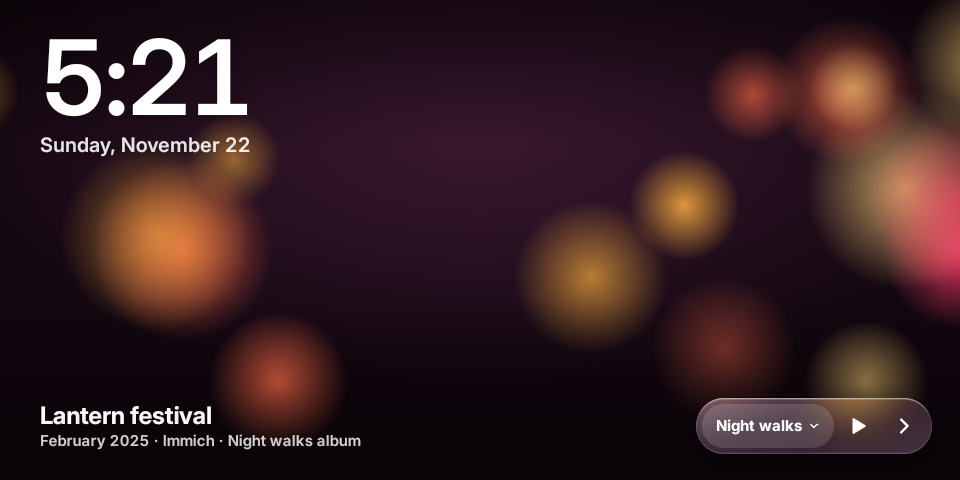 5:21
Sunday, November 22
Lantern festival
February 2025 · Immich · Night walks album
Night walks